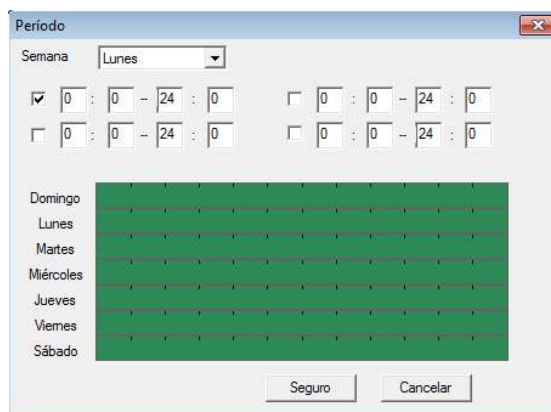 Período
Semana Lunes
0 : 0 - 24 : 0 0 : 0 - 24 : 0
0 : 0 - 24 : 0 0 : 0 - 24 : 0
Domingo
Lunes
Martes
Miércoles
Jueves
Viernes
Sábado
Seguro Cancelar